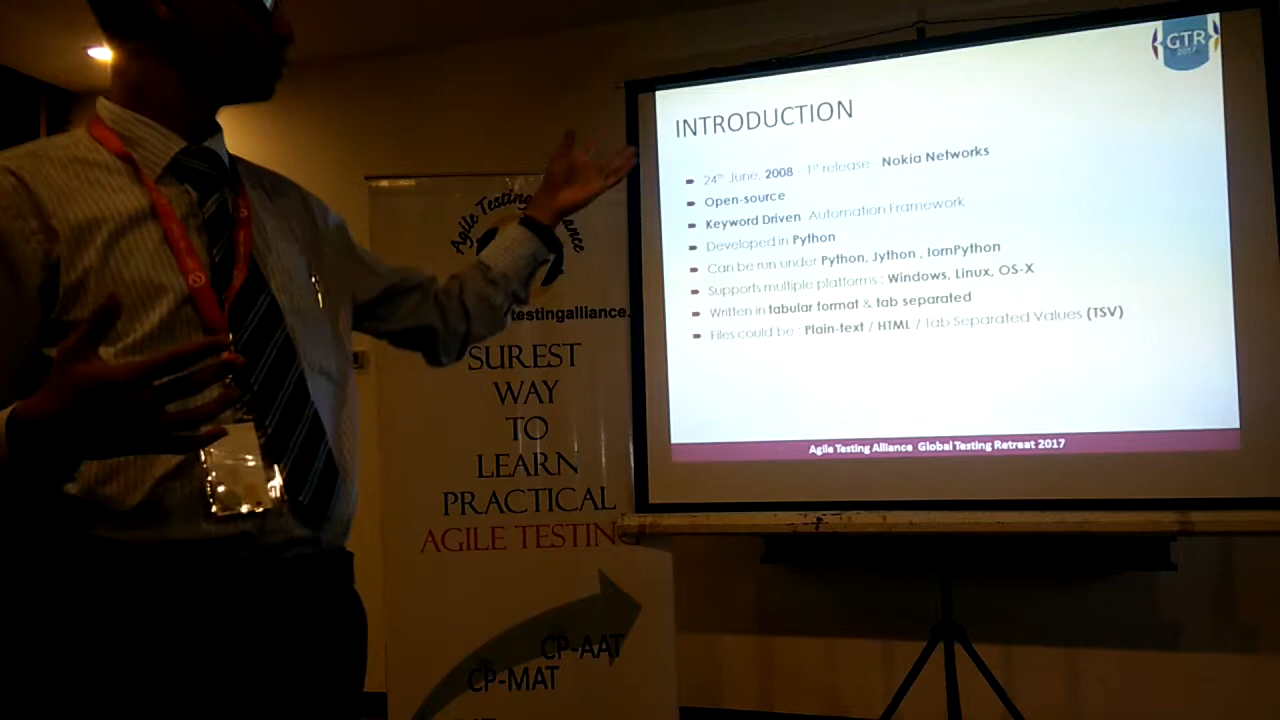 GTR
2017
INTRODUCTION
24th June, 2008 1st release Nokia Networks
Open-source
Keyword Driven Automation Framework
Developed in Python
Can be run under Python, Jython , IornPython
Supports multiple platforms : Windows, Linux, OS-X
Written in tabular format & tab separated
Files could be : Plain-text / HTML / Tab Separated Values (TSV)
Agile Testing Alliance Global Testing Retreat 2017
Agile Testing
testingalliance.
SUREST
WAY
TO
LEARN
PRACTICAL
AGILE TESTING
CP-AAT
CP-MAT